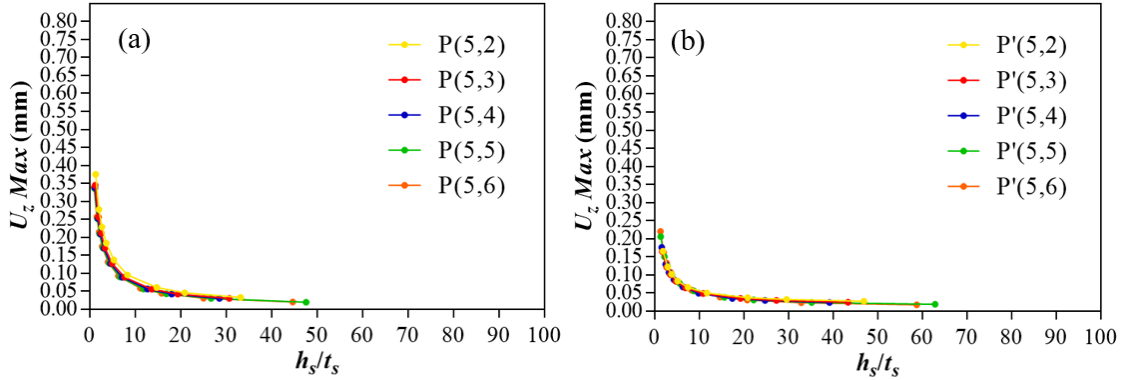 (a)
P(5,2)
P(5,3)
P(5,4)
P(5,5)
P(5,6)
U_z Max (mm)
0.80
0.75
0.70
0.65
0.60
0.55
0.50
0.45
0.40
0.35
0.30
0.25
0.20
0.15
0.10
0.05
0.00
0 10 20 30 40 50 60 70 80 90 100
h_s/t_s
(b)
P'(5,2)
P'(5,3)
P'(5,4)
P'(5,5)
P'(5,6)
U_z Max (mm)
0.80
0.75
0.70
0.65
0.60
0.55
0.50
0.45
0.40
0.35
0.30
0.25
0.20
0.15
0.10
0.05
0.00
0 10 20 30 40 50 60 70 80 90 100
h_s/t_s